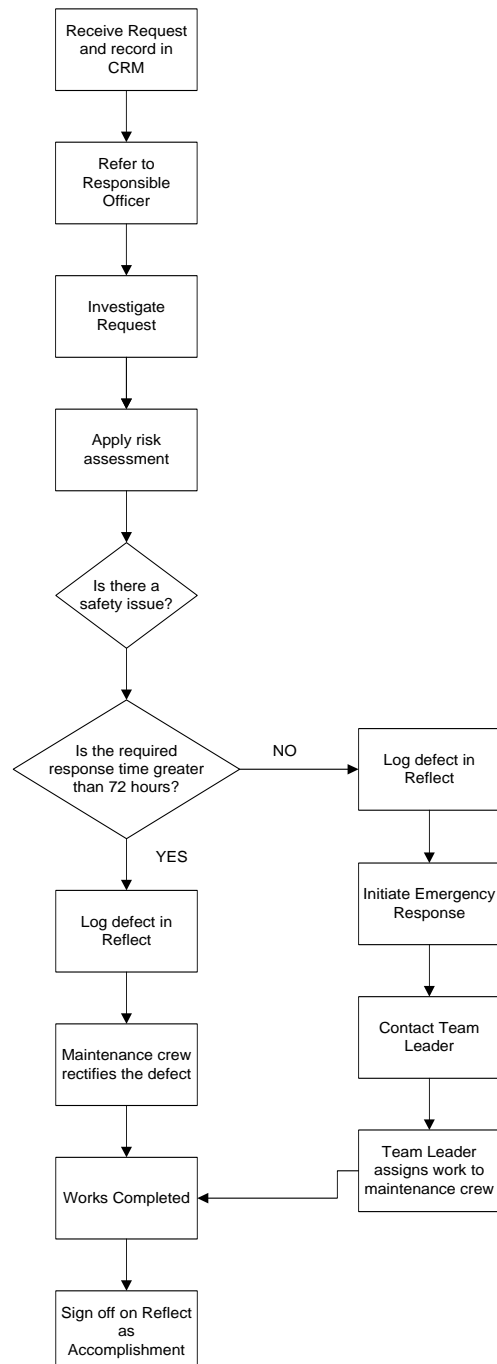 Receive Request
and record in
CRM
Refer to
Responsible
Officer
Investigate
Request
Apply risk
assessment
Is there a
safety issue?
Is the required
response time greater
than 72 hours?
NO
Log defect in
Reflect
YES
Initiate Emergency
Response
Log defect in
Reflect
Contact Team
Leader
Maintenance crew
rectifies the defect
Team Leader
assigns work to
maintenance crew
Works Completed
Sign off on Reflect
as
Accomplishment